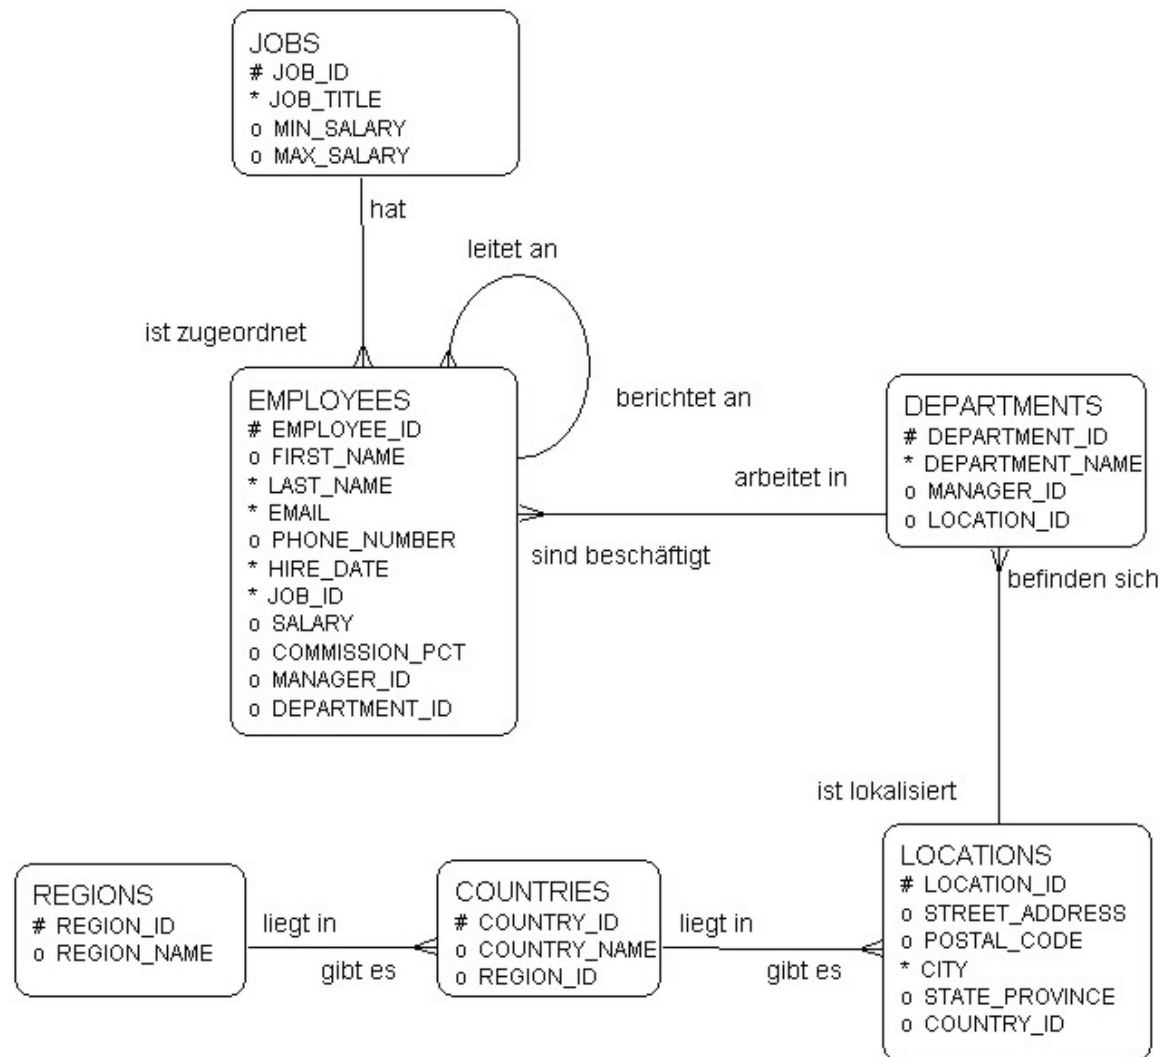 JOBS
# JOB_ID
* JOB_TITLE
o MIN_SALARY
o MAX_SALARY
hat
leitet an
ist zugeordnet
EMPLOYEES
# EMPLOYEE_ID
o FIRST_NAME
* LAST_NAME
* EMAIL
o PHONE_NUMBER
* HIRE_DATE
* JOB_ID
o SALARY
o COMMISSION_PCT
o MANAGER_ID
o DEPARTMENT_ID
berichtet an
arbeitet in
sind beschäftigt
DEPARTMENTS
# DEPARTMENT_ID
* DEPARTMENT_NAME
o MANAGER_ID
o LOCATION_ID
befinden sich
ist lokalisiert
REGIONS
# REGION_ID
o REGION_NAME
liegt in
gibt es
COUNTRIES
# COUNTRY_ID
o COUNTRY_NAME
o REGION_ID
liegt in
gibt es
LOCATIONS
# LOCATION_ID
o STREET_ADDRESS
o POSTAL_CODE
* CITY
o STATE_PROVINCE
o COUNTRY_ID